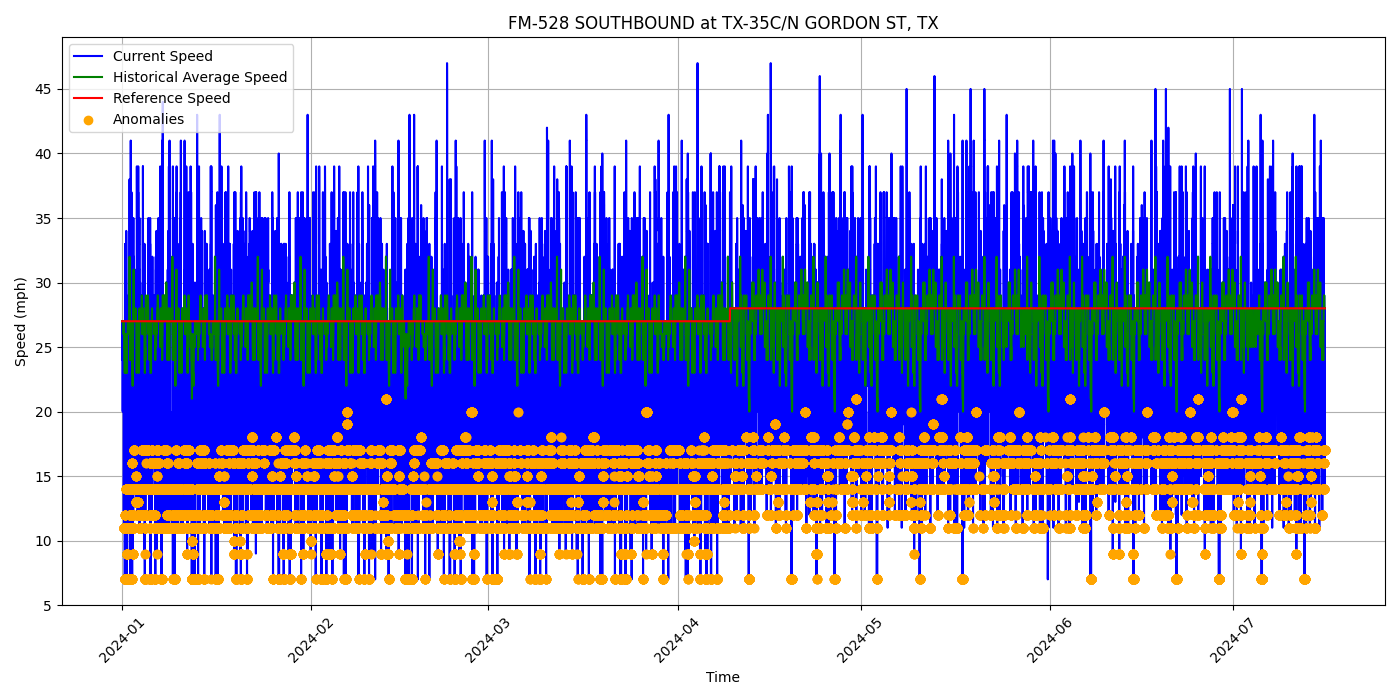 FM-528 SOUTHBOUND at TX-35C/N GORDON ST, TX
Current Speed
Historical Average Speed
Reference Speed
Anomalies
Speed (mph)
45
40
35
30
25
20
15
10
5
2024-01
2024-02
2024-03
2024-04
2024-05
2024-06
2024-07
Time